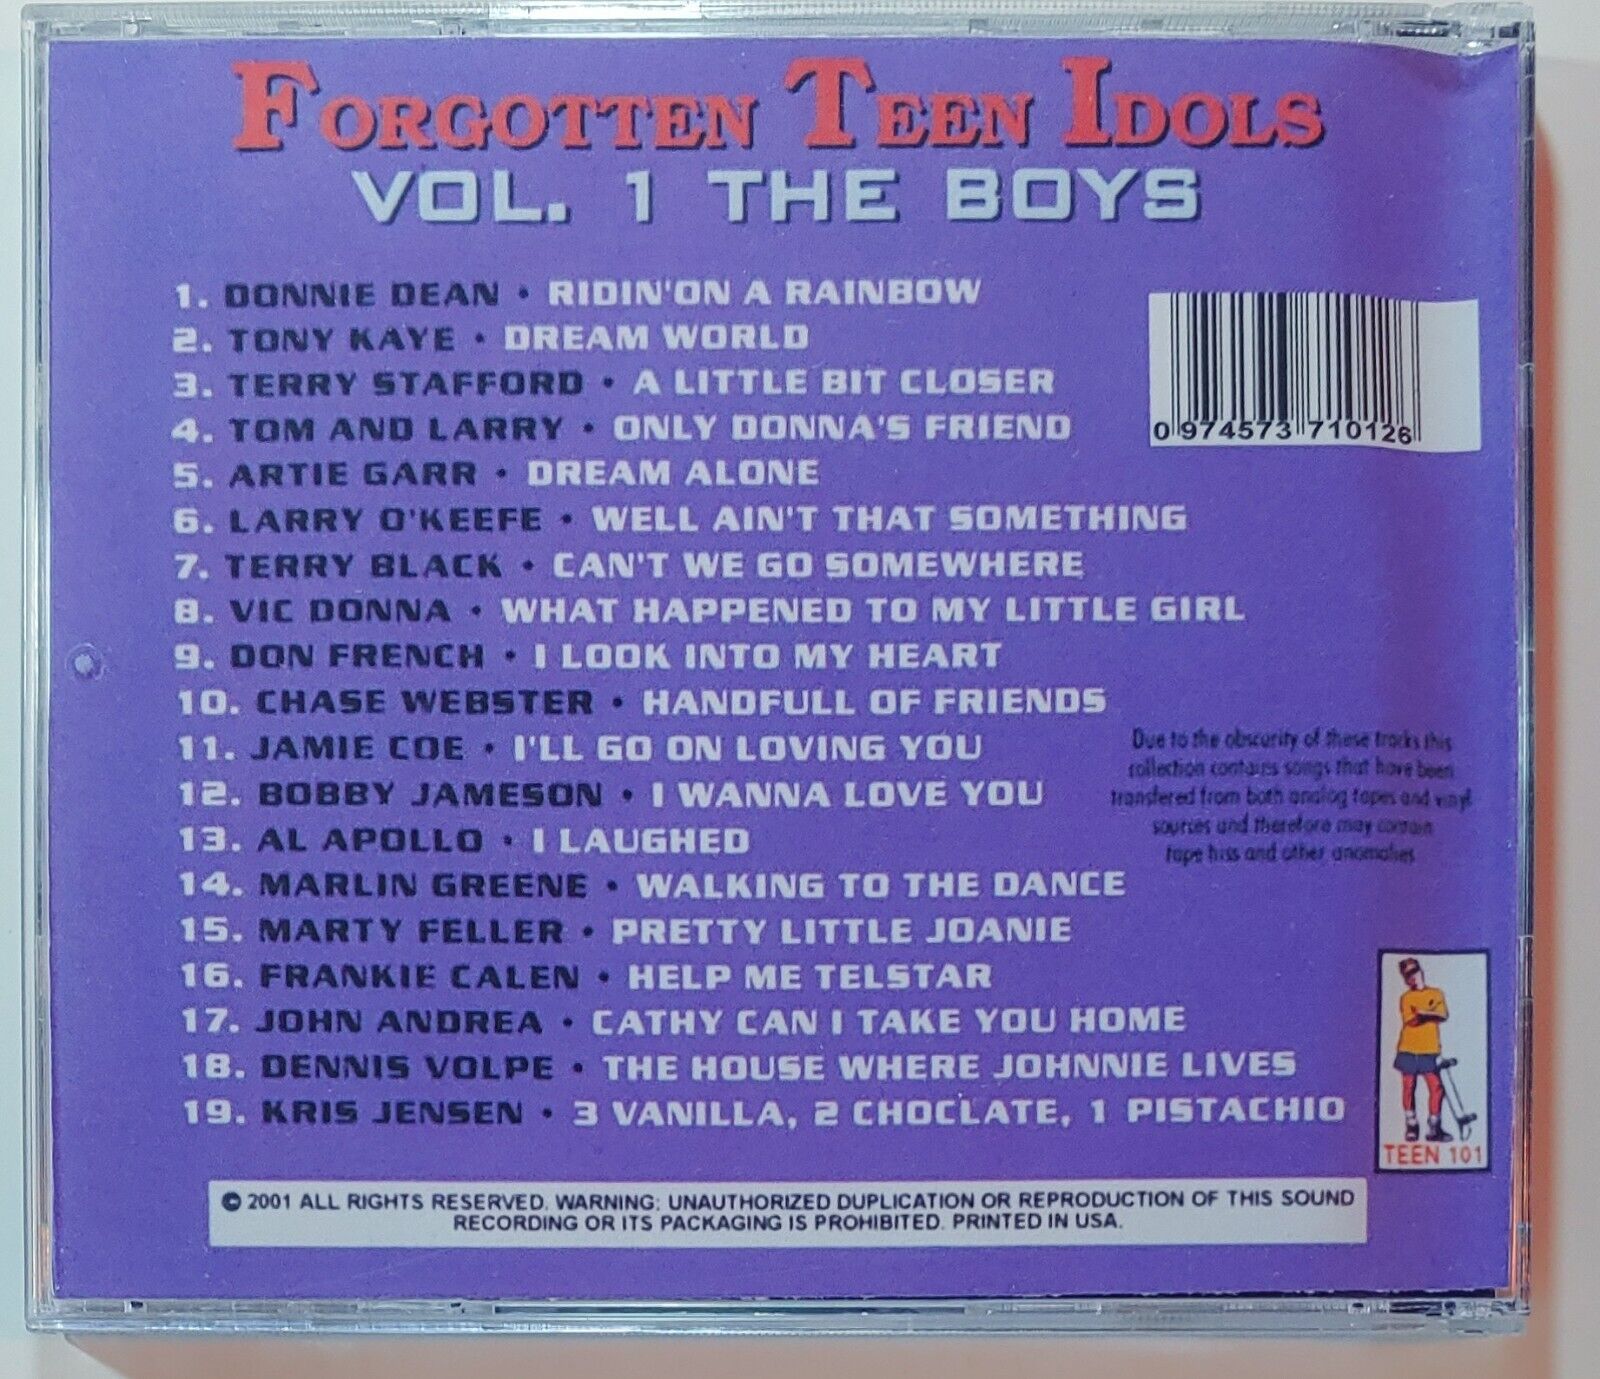 FORGOTTEN TEEN IDOLS
VOL. 1 THE BOYS
1. DONNIE DEAN • RIDIN'ON A RAINBOW
2. TONY KAYE • DREAM WORLD
3. TERRY STAFFORD • A LITTLE BIT CLOSER
4. TOM AND LARRY • ONLY DONNA'S FRIEND
5. ARTIE GARR • DREAM ALONE
6. LARRY O'KEEFE • WELL AIN'T THAT SOMETHING
7. TERRY BLACK • CAN'T WE GO SOMEWHERE
8. VIC DONNA • WHAT HAPPENED TO MY LITTLE GIRL
9. DON FRENCH • I LOOK INTO MY HEART
10. CHASE WEBSTER • HANDFULL OF FRIENDS
11. JAMIE COE • I'LL GO ON LOVING YOU
12. BOBBY JAMESON • I WANNA LOVE YOU
13. AL APOLLO • I LAUGHED
14. MARLIN GREENE • WALKING TO THE DANCE
15. MARTY FELLER • PRETTY LITTLE JOANIE
16. FRANKIE CALEN • HELP ME TELSTAR
17. JOHN ANDREA • CATHY CAN I TAKE YOU HOME
18. DENNIS VOLPE • THE HOUSE WHERE JOHNNIE LIVES
19. KRIS JENSEN • 3 VANILLA, 2 CHOCLATE, 1 PISTACHIO
0 974573 710126
Due to the obscurity of these tracks this
collection contains songs that have been
transfered from both analog tapes and vinyl
sources and therefore may contain
tape hiss and other anomalies
TEEN 101
© 2001 ALL RIGHTS RESERVED. WARNING: UNAUTHORIZED DUPLICATION OR REPRODUCTION OF THIS SOUND
RECORDING OR ITS PACKAGING IS PROHIBITED. PRINTED IN USA.